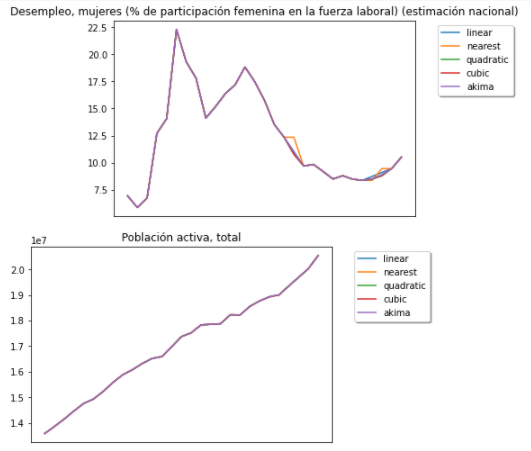 Desempleo, mujeres (% de participación femenina en la fuerza laboral) (estimación nacional)
22.5
20.0
17.5
15.0
12.5
10.0
7.5
linear
nearest
quadratic
cubic
akima
Población activa, total
1e7
2.0
1.9
1.8
1.7
1.6
1.5
1.4
linear
nearest
quadratic
cubic
akima